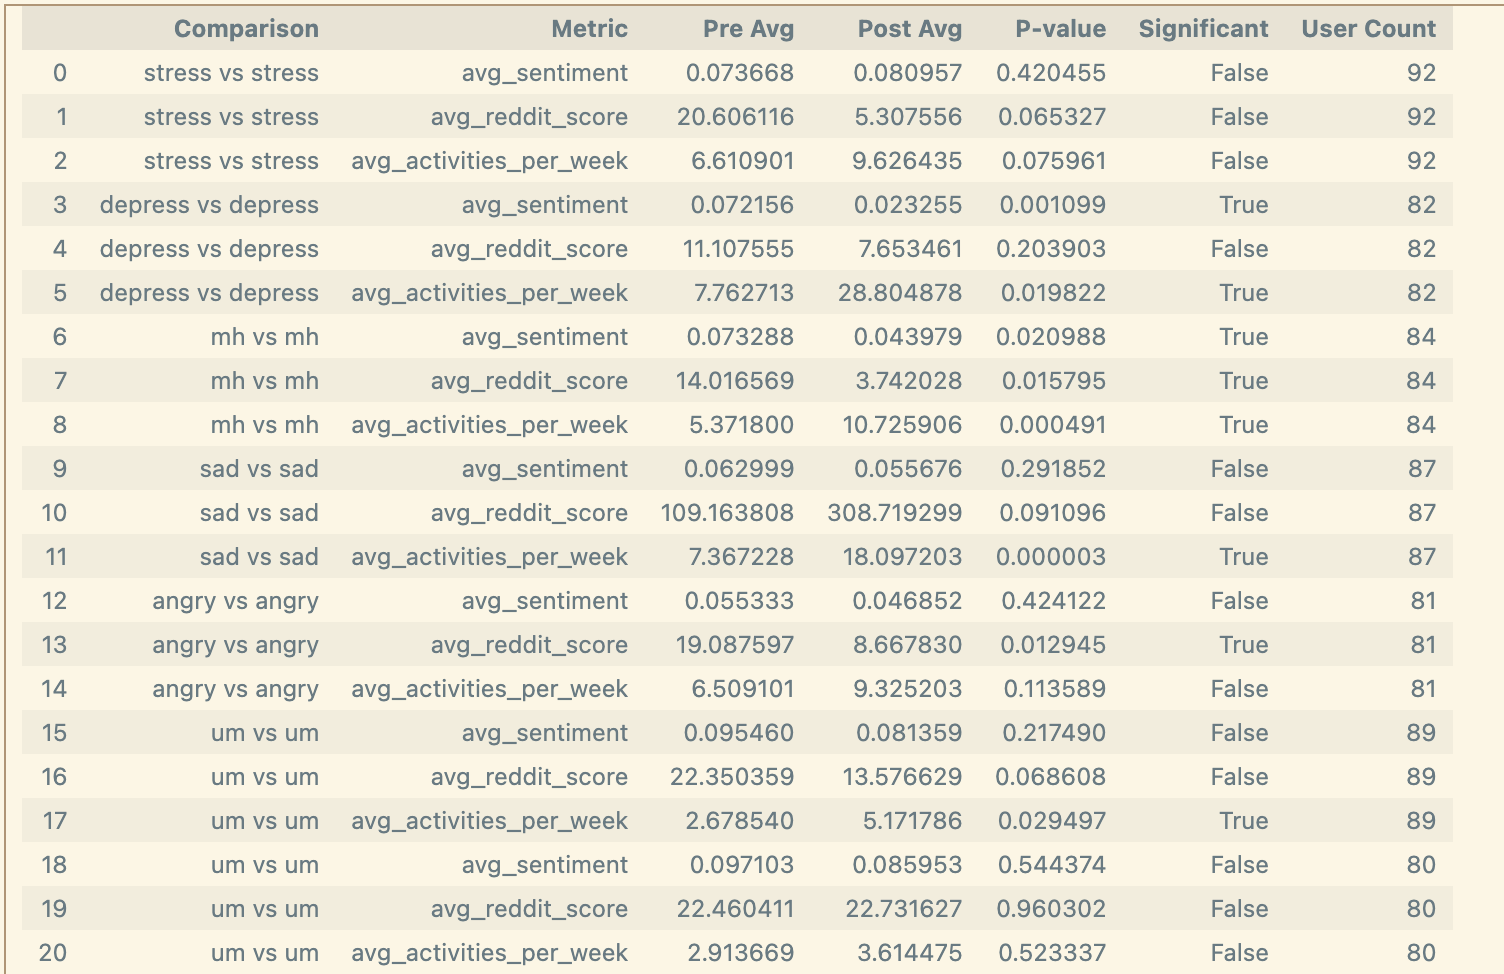 Comparison Metric Pre Avg Post Avg P-value Significant User Count
0 stress vs stress avg_sentiment 0.073668 0.080957 0.420455 False 92
1 stress vs stress avg_reddit_score 20.606116 5.307556 0.065327 False 92
2 stress vs stress avg_activities_per_week 6.610901 9.626435 0.075961 False 92
3 depress vs depress avg_sentiment 0.072156 0.023255 0.001099 True 82
4 depress vs depress avg_reddit_score 11.107555 7.653461 0.203903 False 82
5 depress vs depress avg_activities_per_week 7.762713 28.804878 0.019822 True 82
6 mh vs mh avg_sentiment 0.073288 0.043979 0.020988 True 84
7 mh vs mh avg_reddit_score 14.016569 3.742028 0.015795 True 84
8 mh vs mh avg_activities_per_week 5.371800 10.725906 0.000491 True 84
9 sad vs sad avg_sentiment 0.062999 0.055676 0.291852 False 87
10 sad vs sad avg_reddit_score 109.163808 308.719299 0.091096 False 87
11 sad vs sad avg_activities_per_week 7.367228 18.097203 0.000003 True 87
12 angry vs angry avg_sentiment 0.055333 0.046852 0.424122 False 81
13 angry vs angry avg_reddit_score 19.087597 8.667830 0.012945 True 81
14 angry vs angry avg_activities_per_week 6.509101 9.325203 0.113589 False 81
15 um vs um avg_sentiment 0.095460 0.081359 0.217490 False 89
16 um vs um avg_reddit_score 22.350359 13.576629 0.068608 False 89
17 um vs um avg_activities_per_week 2.678540 5.171786 0.029497 True 89
18 um vs um avg_sentiment 0.097103 0.085953 0.544374 False 80
19 um vs um avg_reddit_score 22.460411 22.731627 0.960302 False 80
20 um vs um avg_activities_per_week 2.913669 3.614475 0.523337 False 80